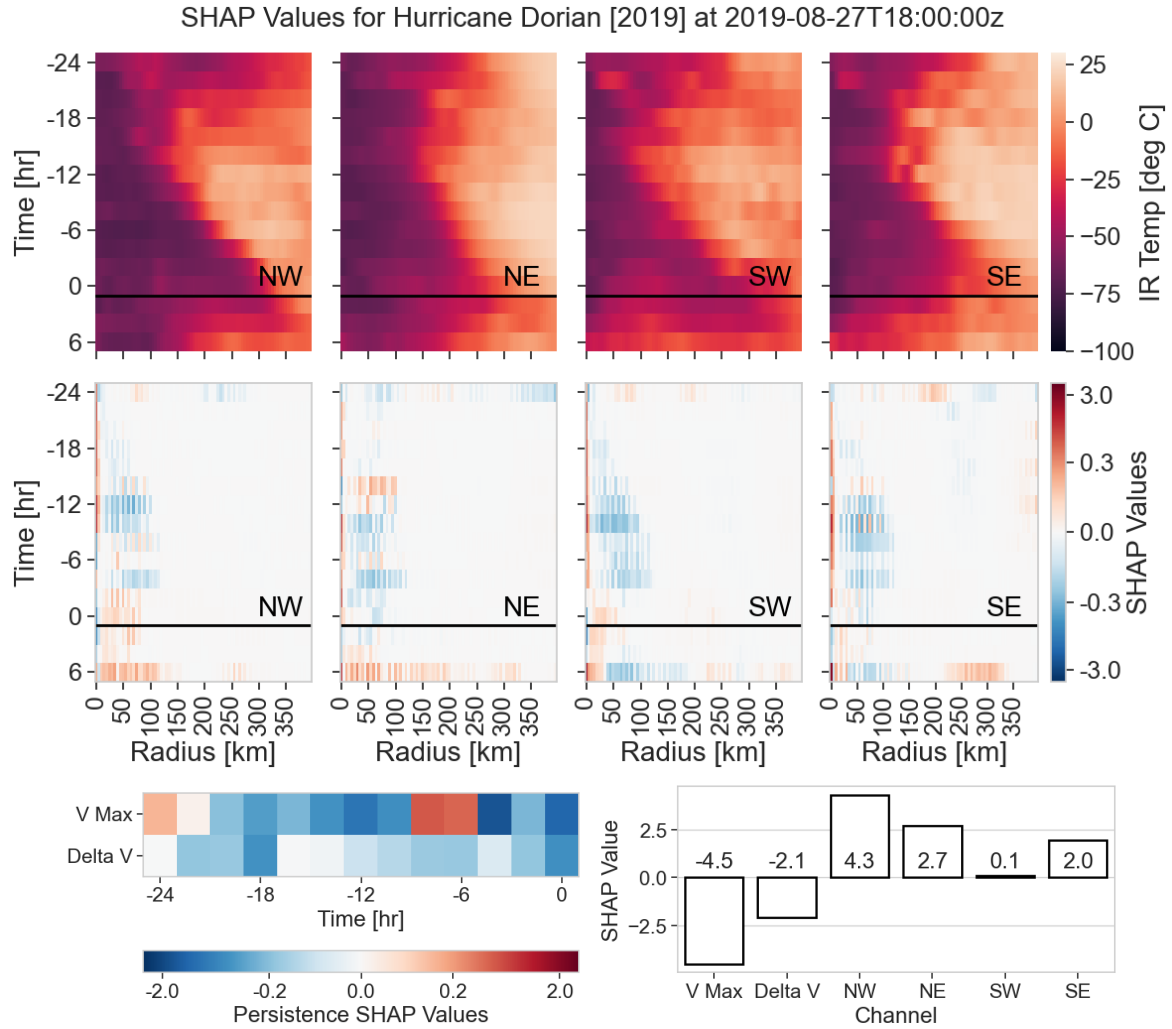 SHAP Values for Hurricane Dorian [2019] at 2019-08-27T18:00:00z
Time [hr]
-24
-18
-12
-6
0
6
NW
NE
SW
SE
25
0
−25
−50
−75
−100
IR Temp [deg C]
Time [hr]
-24
-18
-12
-6
0
6
NW
NE
SW
SE
3.0
0.3
0.0
-0.3
-3.0
SHAP Values
0 50 100 150 200 250 300 350
0 50 100 150 200 250 300 350
0 50 100 150 200 250 300 350
0 50 100 150 200 250 300 350
Radius [km]
Radius [km]
Radius [km]
Radius [km]
V Max
Delta V
-24 -18 -12 -6 0
Time [hr]
-2.0 -0.2 0.0 0.2 2.0
Persistence SHAP Values
SHAP Value
2.5
0.0
−2.5
-4.5 -2.1 4.3 2.7 0.1 2.0
V Max Delta V NW NE SW SE
Channel